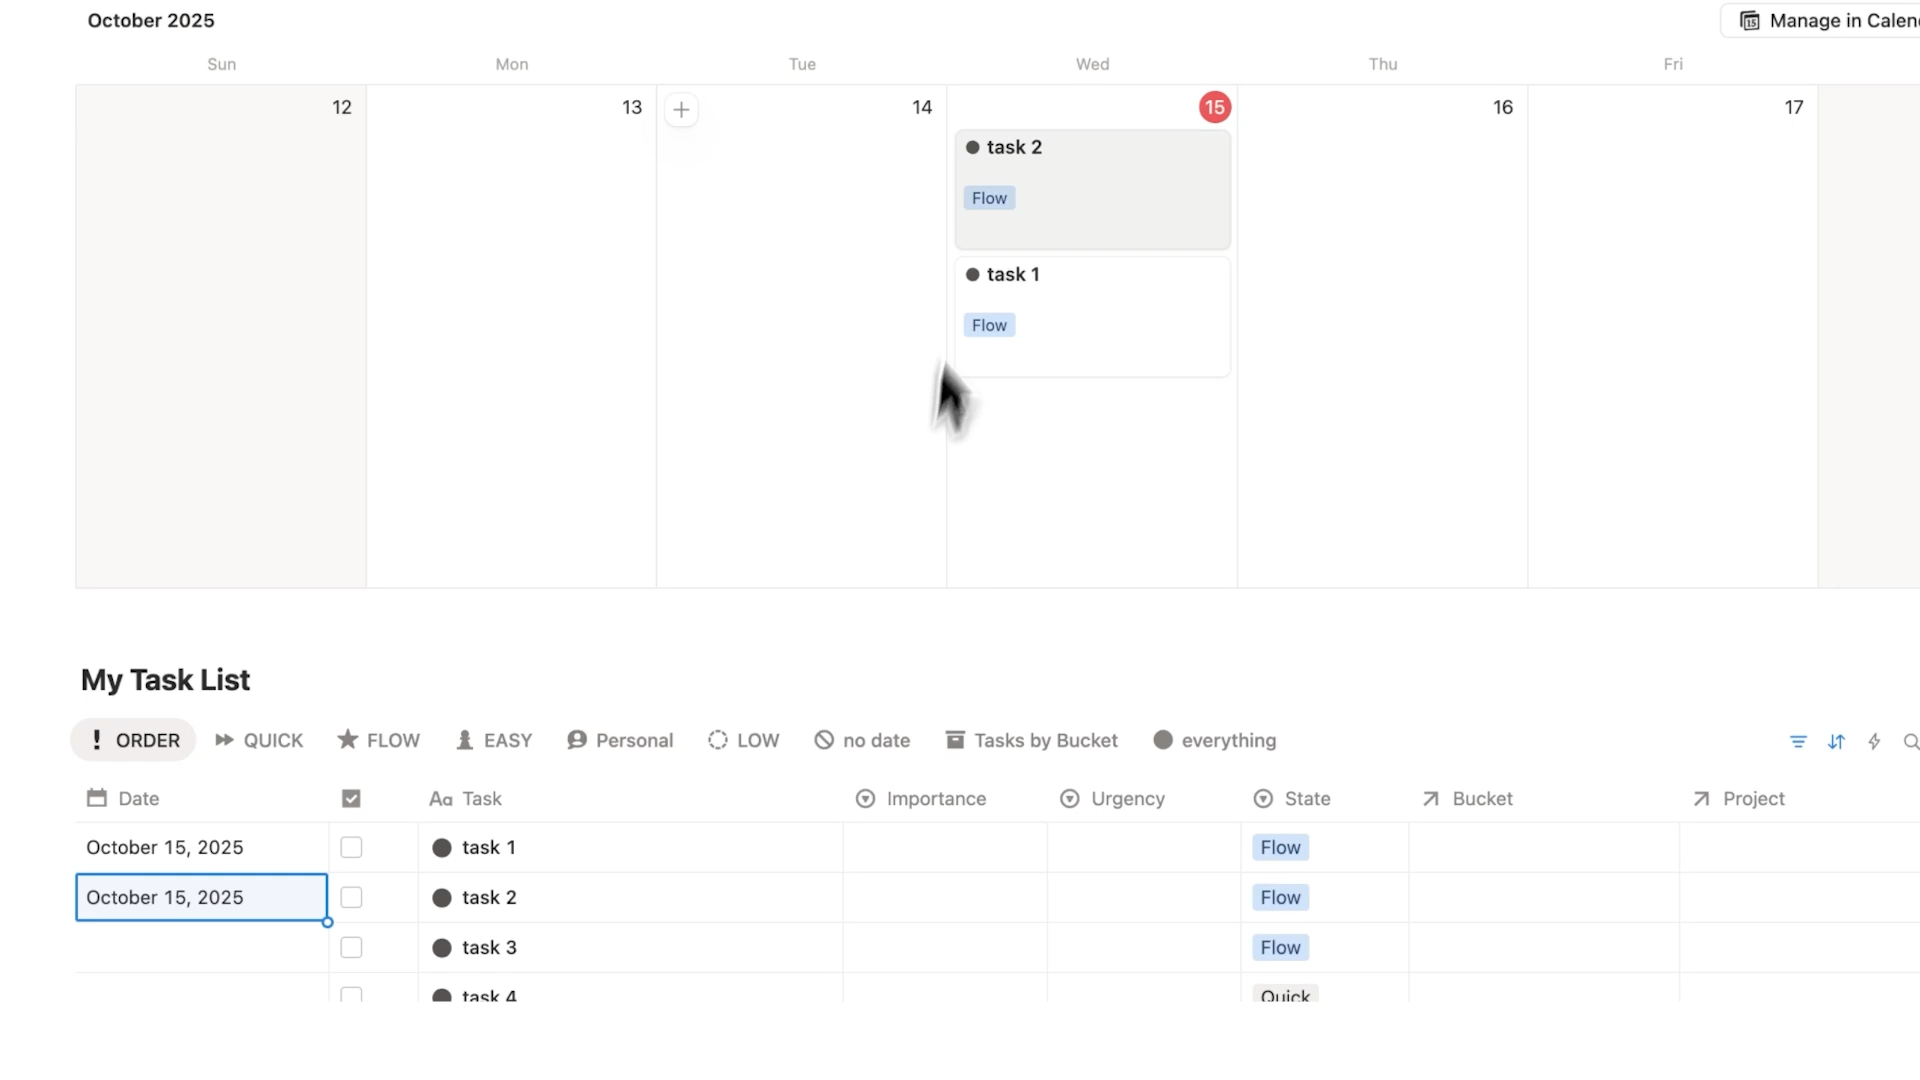 October 2025
Manage in Calen
Sun Mon Tue Wed Thu Fri
12 13 14 15 16 17
task 2
Flow
task 1
Flow
My Task List
ORDER QUICK FLOW EASY Personal LOW no date Tasks by Bucket everything
Date Aa Task Importance Urgency State Bucket Project
October 15, 2025 task 1 Flow
October 15, 2025 task 2 Flow
task 3 Flow
task 4 Quick